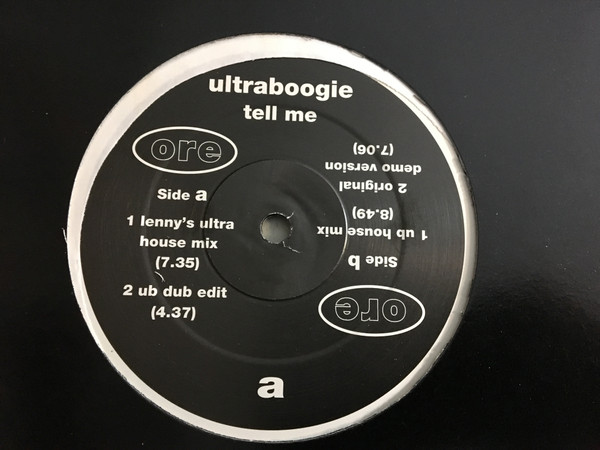 ultraboogie
tell me
ore
Side a
1 lenny's ultra
house mix
(7.35)
2 ub dub edit
(4.37)
ore
Side b
1 ub house mix
(8.49)
2 original
demo version
(7.06)
a